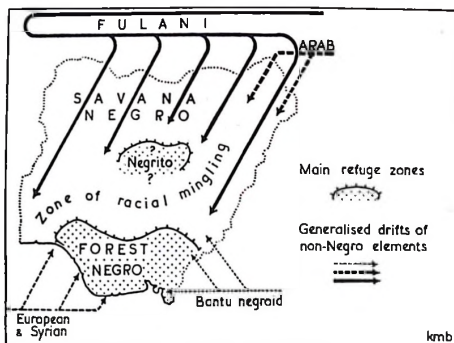 FULANI
ARAB
SAVANA
NEGRO
?
Negrito
?
Zone of racial mingling
FOREST
NEGRO
European
& Syrian
Bantu negroid
Main refuge zones
Generalised drifts of
non-Negro elements
kmb